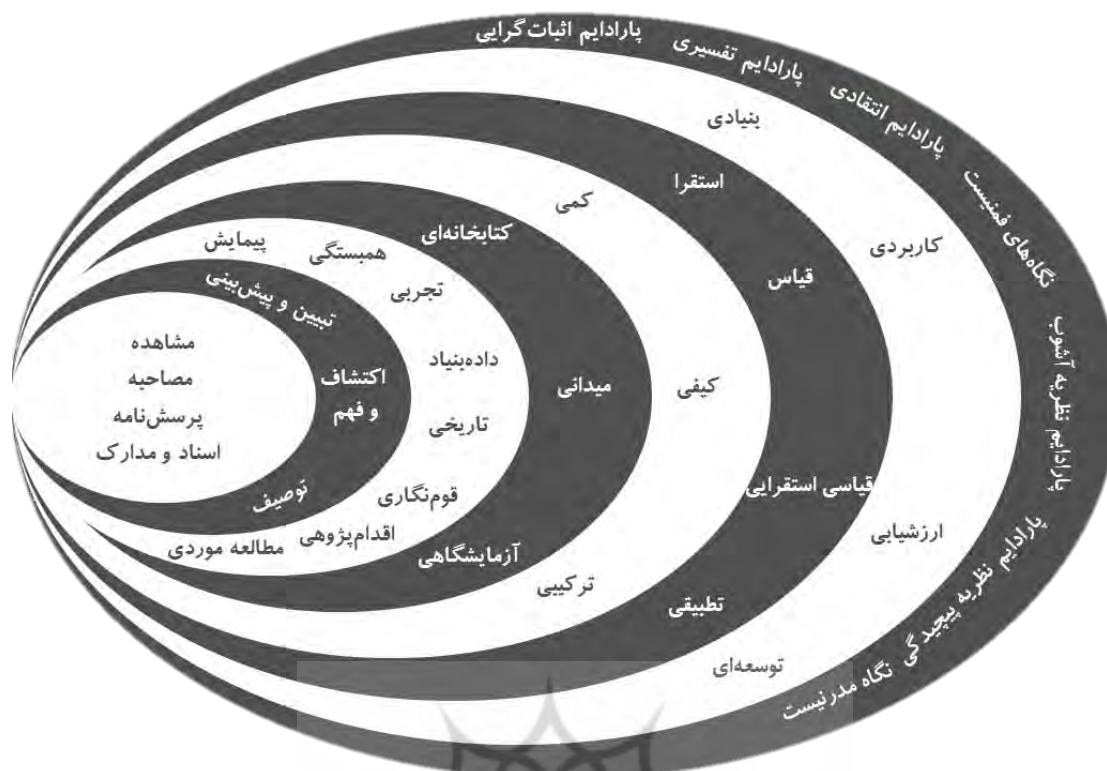 پارادایم اثبات گرایی
پارادایم تفسیری
پارادایم انتقادی
نگاه‌های فمنیست
پارادایم نظریه آشوب
پارادایم نظریه پیچیدگی
نگاه مدرنیست
بنیادی
کاربردی
ارزشیابی
توسعه‌ای
استقرا
قیاس
قیاسی استقرایی
تطبیقی
کمی
کیفی
ترکیبی
کتابخانه‌ای
میدانی
آزمایشگاهی
پیمایش
همبستگی
تجربی
داده‌بنیاد
تاریخی
قوم‌نگاری
اقدام‌پژوهی
مطالعه موردی
تبیین و پیش‌بینی
اکتشاف
و فهم
توصیف
مشاهده
مصاحبه
پرسش‌نامه
اسناد و مدارک